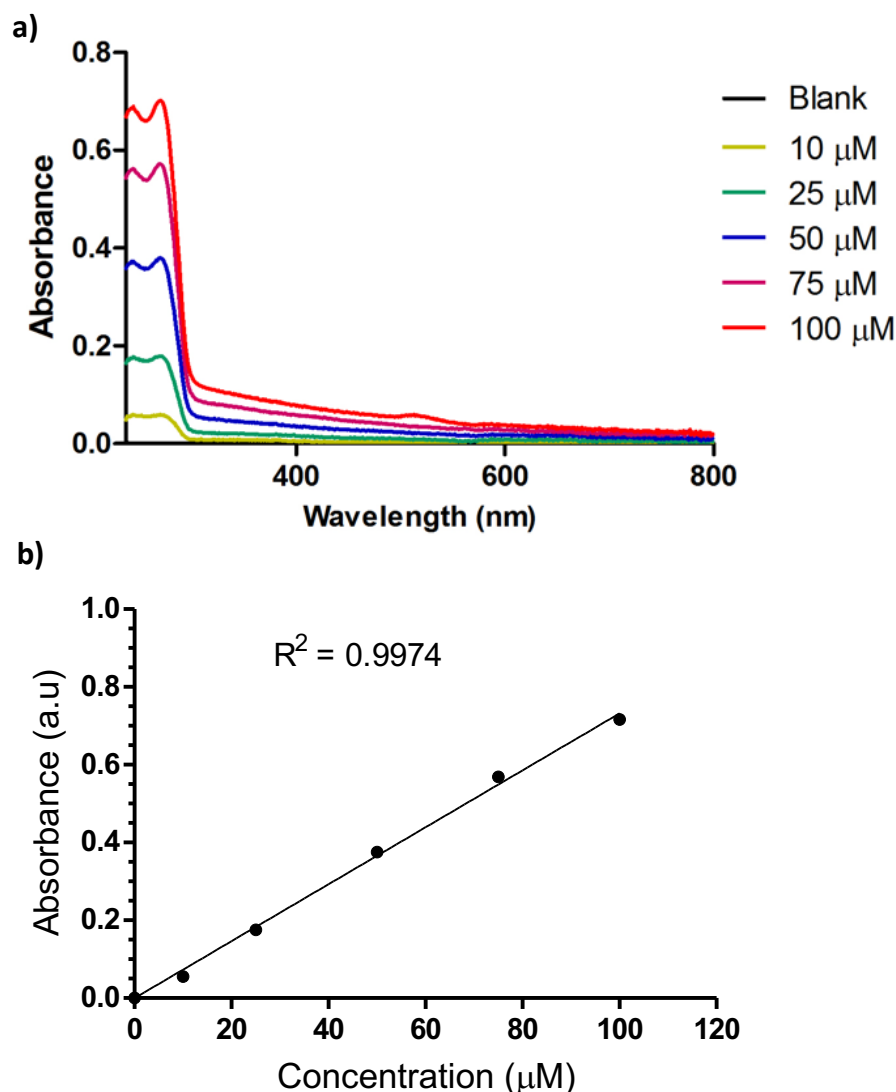 a)
0.8
0.6
0.4
0.2
0.0
Absorbance
400
600
800
Wavelength (nm)
Blank
10 μM
25 μM
50 μM
75 μM
100 μM
b)
R² = 0.9974
1.0
0.8
0.6
0.4
0.2
0.0
Absorbance (a.u)
0
20
40
60
80
100
120
Concentration (μM)